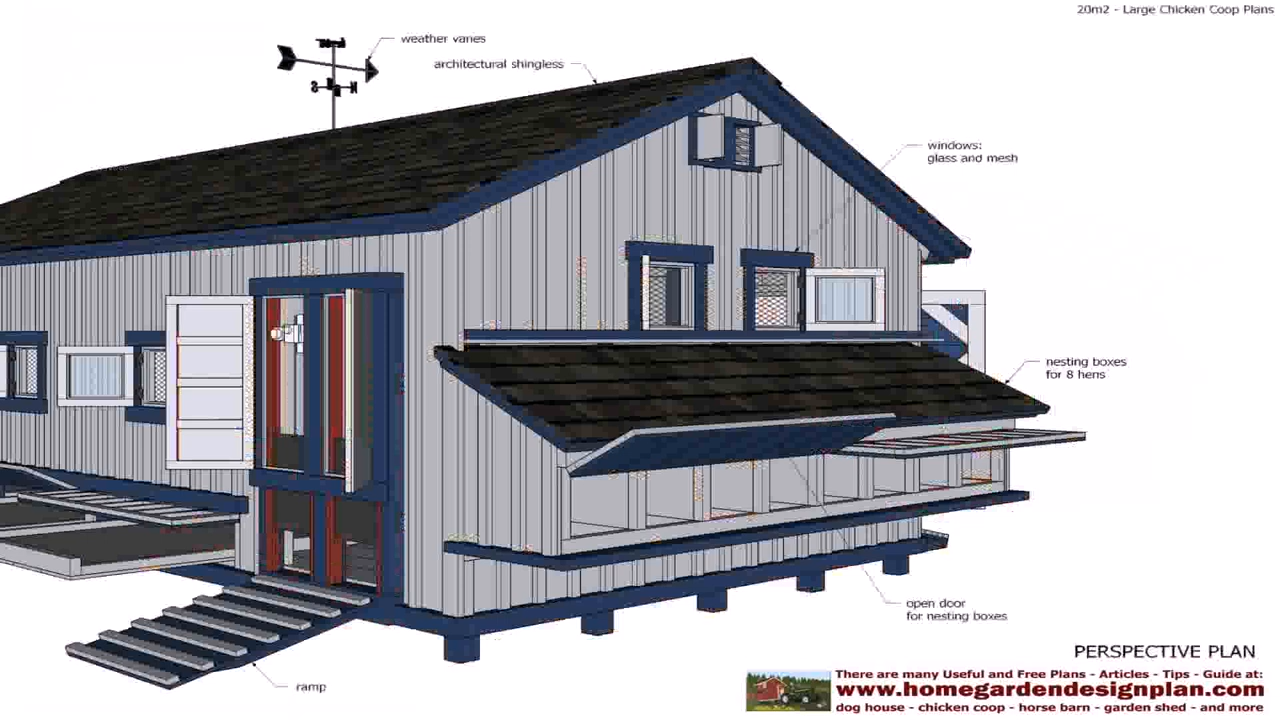 20m2 - Large Chicken Coop Plans
weather vanes
architectural shingless
N
S
windows:
glass and mesh
nesting boxes
for 8 hens
open door
for nesting boxes
ramp
PERSPECTIVE PLAN
There are many Useful and Free Plans - Articles - Tips - Guide at:
www.homegardendesignplan.com
dog house - chicken coop - horse barn - garden shed - and more